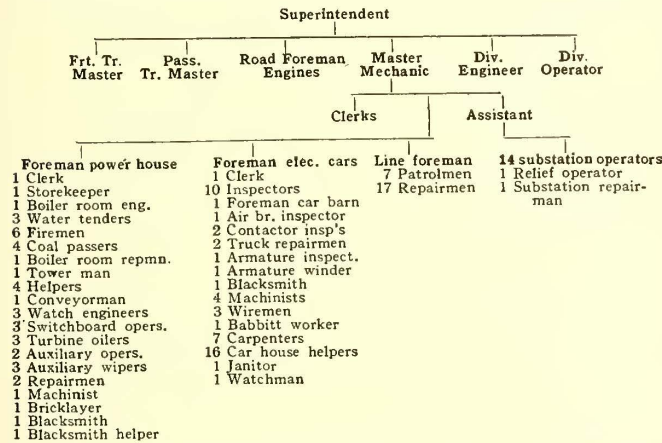 Superintendent
Frt. Tr. Master
Pass. Tr. Master
Road Foreman Engines
Master Mechanic
Div. Engineer
Div. Operator
Clerks
Assistant
Foreman power house
1 Clerk
1 Storekeeper
1 Boiler room eng.
3 Water tenders
6 Firemen
4 Coal passers
1 Boiler room repmn.
1 Tower man
4 Helpers
1 Conveyorman
3 Watch engineers
3 Switchboard opers.
3 Turbine oilers
2 Auxiliary opers.
3 Auxiliary wipers
2 Repairmen
1 Machinist
1 Bricklayer
1 Blacksmith
1 Blacksmith helper
Foreman elec. cars
1 Clerk
10 Inspectors
1 Foreman car barn
1 Air br. inspector
2 Contactor insp's
2 Truck repairmen
1 Armature inspect.
1 Armature winder
1 Blacksmith
4 Machinists
3 Wiremen
1 Babbitt worker
7 Carpenters
16 Car house helpers
1 Janitor
1 Watchman
Line foreman
7 Patrolmen
17 Repairmen
14 substation operators
1 Relief operator
1 Substation repair-
man